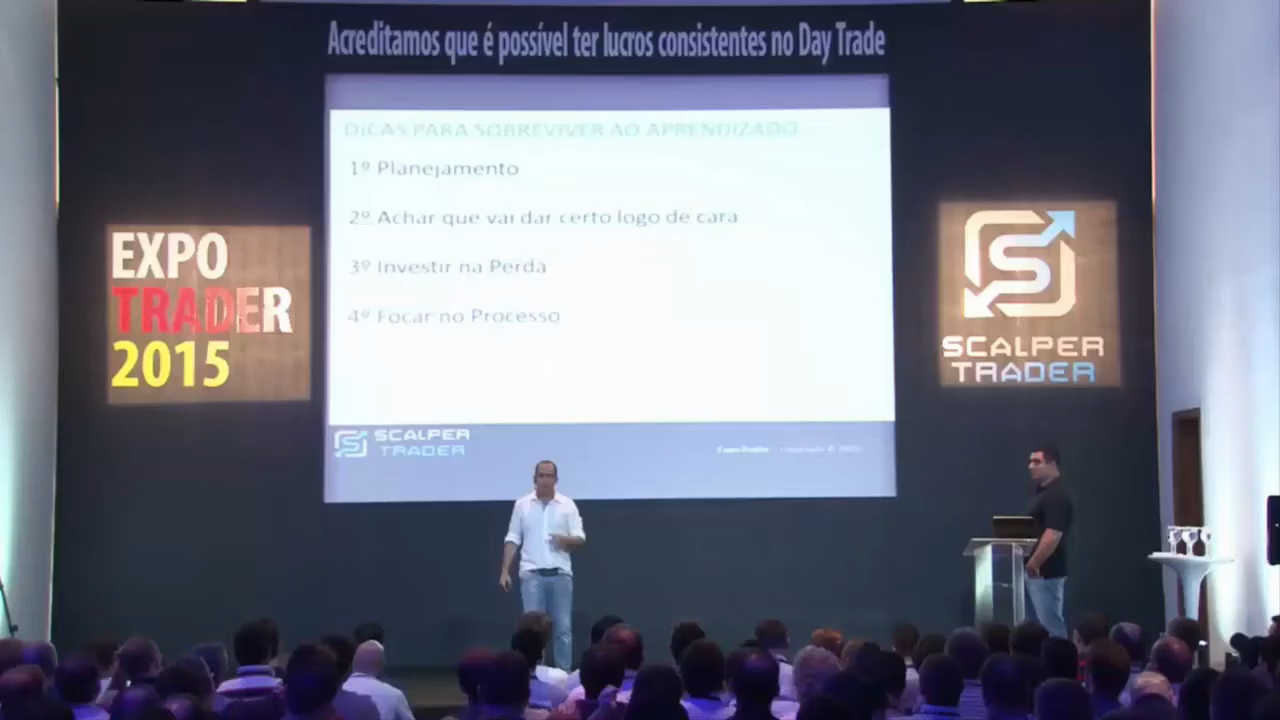 Acreditamos que é possível ter lucros consistentes no Day Trade
DICAS PARA SOBREVIVER AO APRENDIZADO
1º Planejamento
2º Achar que vai dar certo logo de cara
3º Investir na Perda
4º Focar no Processo
SCALPER
TRADER
EXPO
TRADER
2015
SCALPER
TRADER